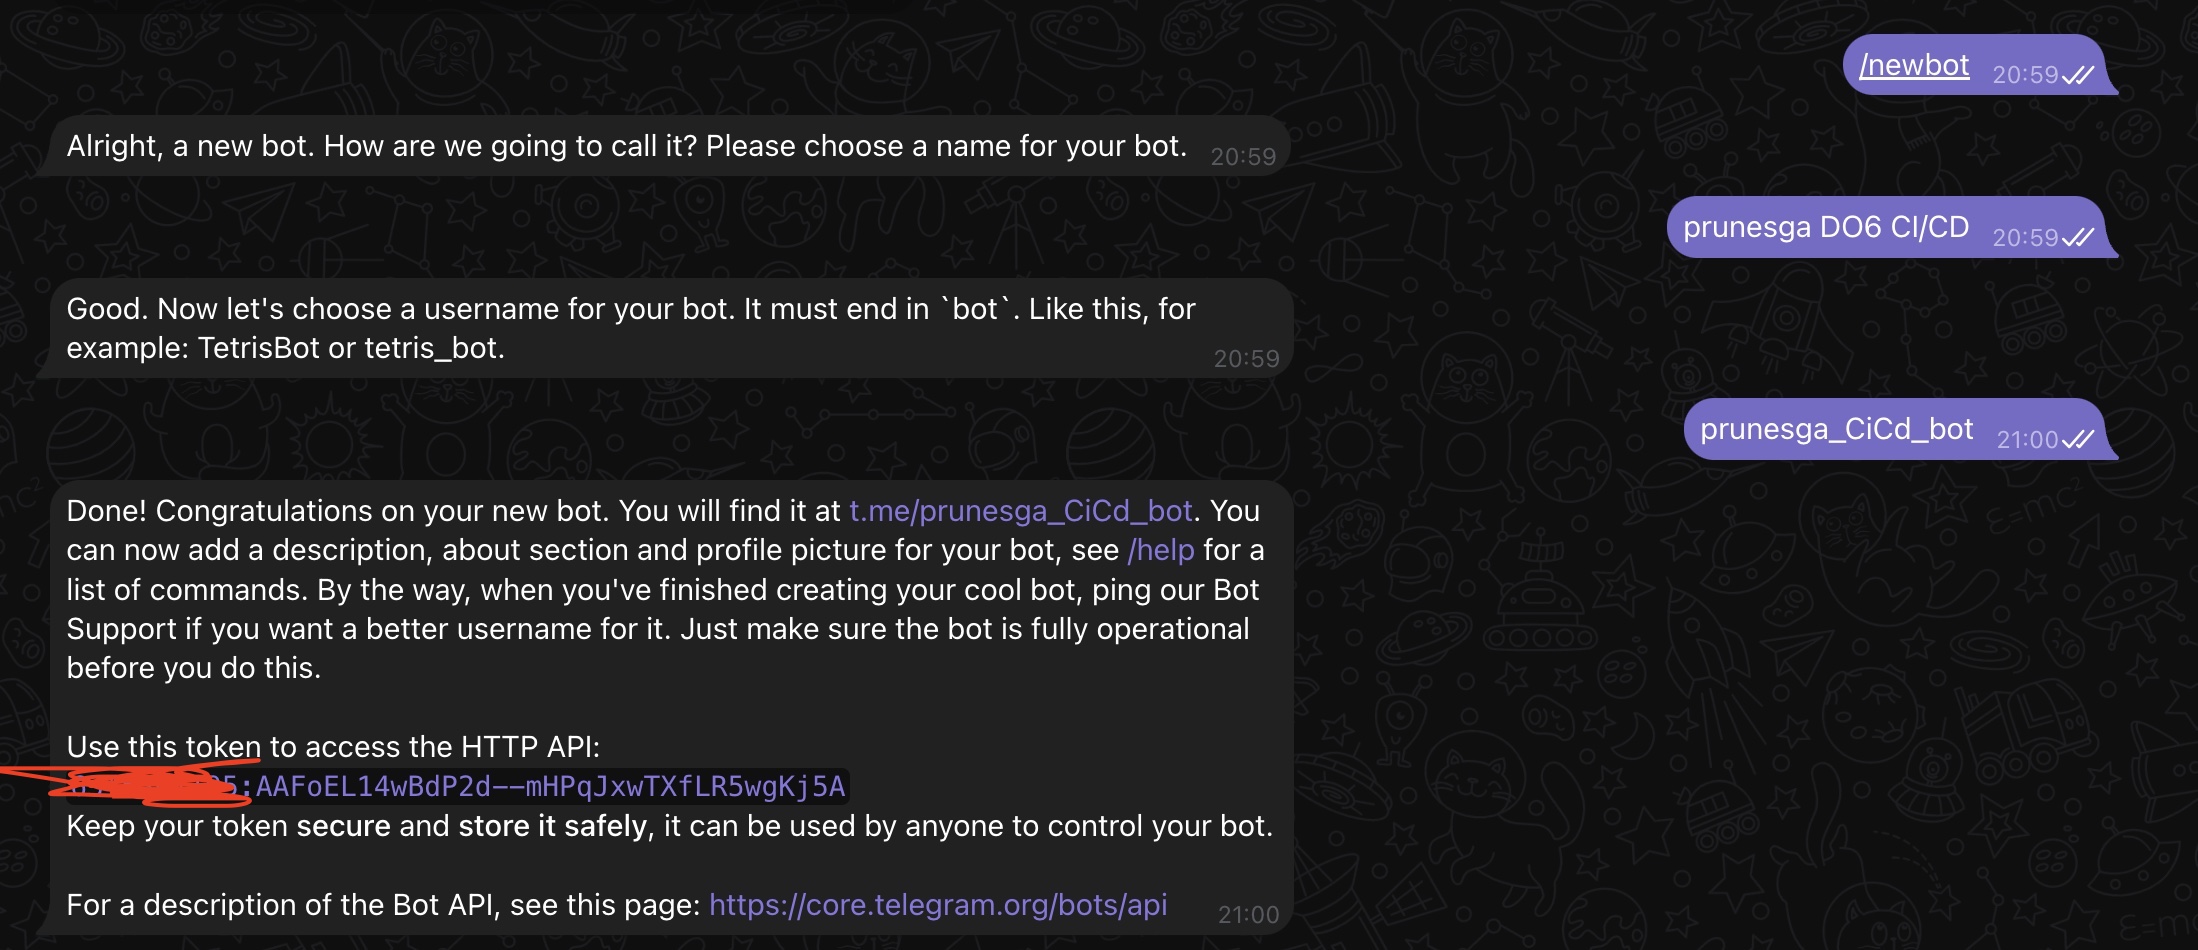 /newbot 20:59
Alright, a new bot. How are we going to call it? Please choose a name for your bot. 20:59
prunesga DO6 CI/CD 20:59
Good. Now let's choose a username for your bot. It must end in `bot`. Like this, for
example: TetrisBot or tetris_bot. 20:59
prunesga_CiCd_bot 21:00
Done! Congratulations on your new bot. You will find it at t.me/prunesga_CiCd_bot. You
can now add a description, about section and profile picture for your bot, see /help for a
list of commands. By the way, when you've finished creating your cool bot, ping our Bot
Support if you want a better username for it. Just make sure the bot is fully operational
before you do this.
Use this token to access the HTTP API:
5:AAFoEL14wBdP2d--mHPqJxwTXfLR5wgKj5A
Keep your token secure and store it safely, it can be used by anyone to control your bot.
For a description of the Bot API, see this page: https://core.telegram.org/bots/api 21:00